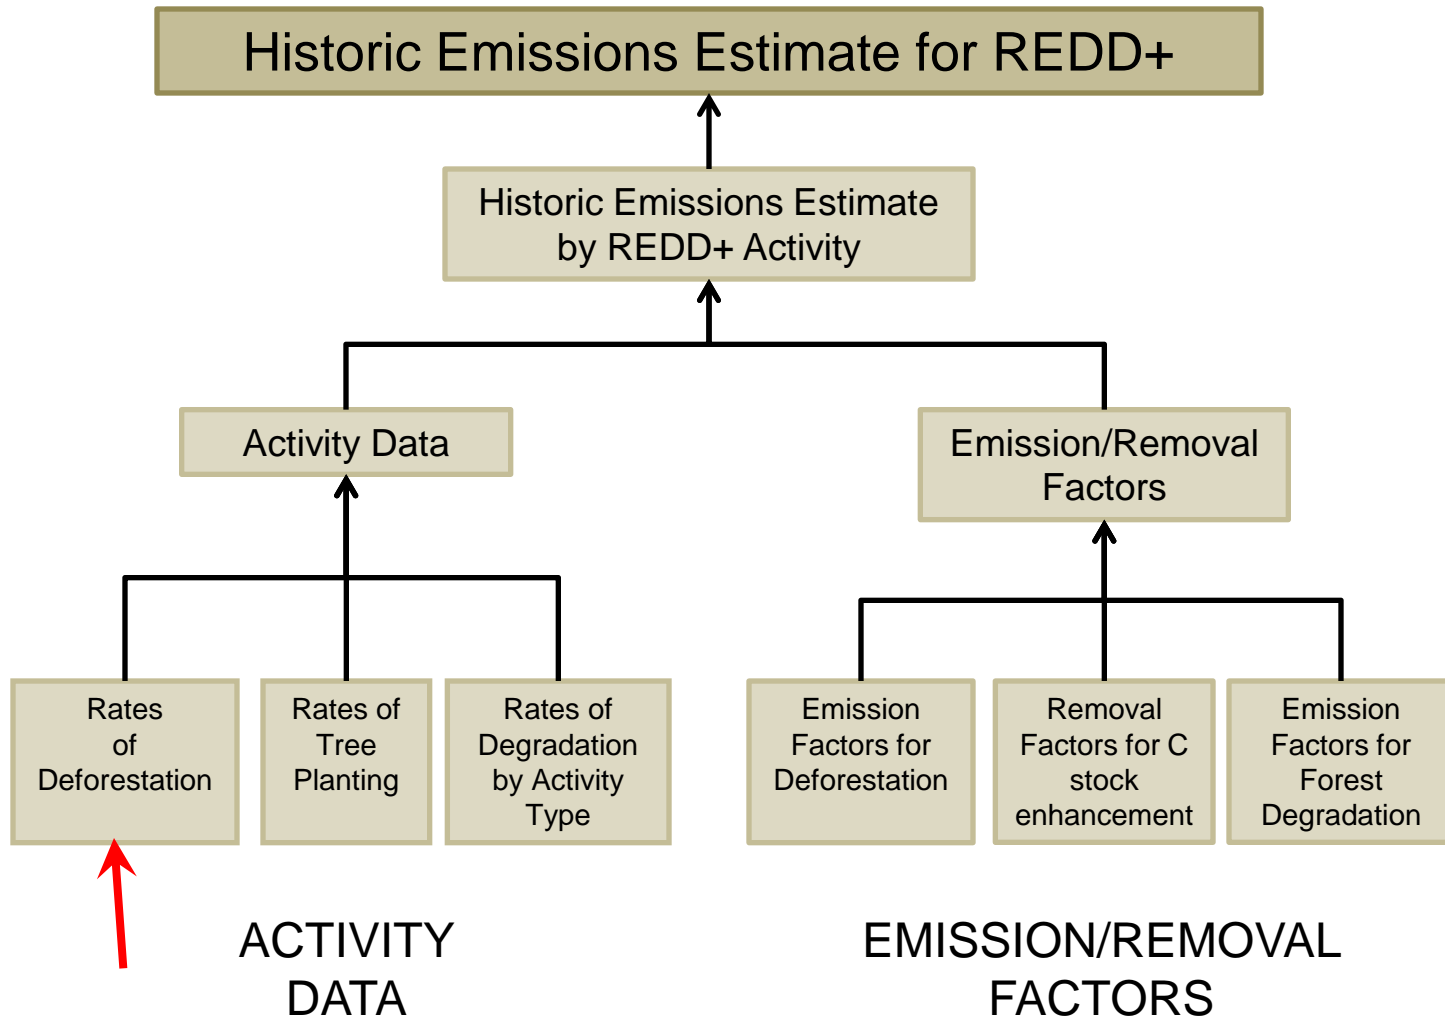 Historic Emissions Estimate for REDD+
Historic Emissions Estimate
by REDD+ Activity
Activity Data
Emission/Removal
Factors
Rates
of
Deforestation
Rates of
Tree
Planting
Rates of
Degradation
by Activity
Type
Emission
Factors for
Deforestation
Removal
Factors for C
stock
enhancement
Emission
Factors for
Forest
Degradation
ACTIVITY
DATA
EMISSION/REMOVAL
FACTORS